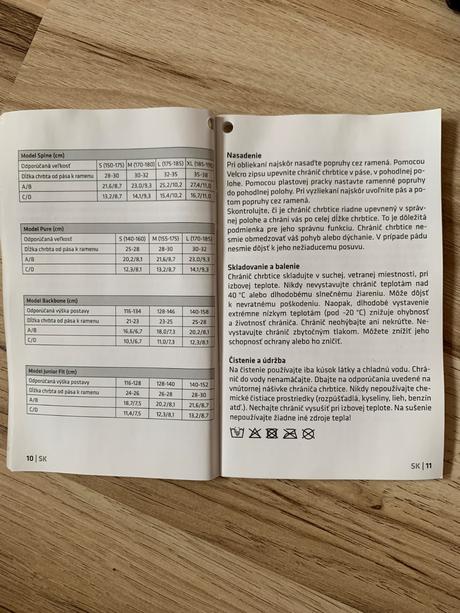 Model Spine (cm)
Odporúčaná veľkosť S (150-175) M (170-180) L (175-185) XL (185-195)
Dĺžka chrbta od pása k ramenu 28-30 30-32 32-35 35-38
A/B 21,6/8,7 23,0/9,3 25,2/10,2 27,4/11,0
C/D 13,2/8,7 14,1/9,3 15,4/10,2 16,7/11,0
Model Pure (cm)
Odporúčaná veľkosť S (140-160) M (155-175) L (170-185)
Dĺžka chrbta od pása k ramenu 25-28 28-30 30-32
A/B 20,2/8,1 21,6/8,7 23,0/9,3
C/D 12,3/8,1 13,2/8,7 14,1/9,3
Model Backbone (cm)
Odporúčaná výška postavy 116-134 128-146 140-158
Dĺžka chrbta od pása k ramenu 21-23 23-25 25-28
A/B 16,6/6,7 18,0/7,3 20,2/8,1
C/D 10,1/6,7 11,0/7,3 12,3/8,1
Model Junior Fit (cm)
Odporúčaná výška postavy 116-128 128-140 140-152
Dĺžka chrbta od pása k ramenu 24-26 26-28 28-30
A/B 18,7/7,5 20,2/8,1 21,6/8,7
C/D 11,4/7,5 12,3/8,1 13,2/8,7
10 | SK
Nasadenie
Pri obliekaní najskôr nasaďte popruhy cez ramená. Pomocou
Velcro zipsu upevnite chránič chrbtice v páse, v pohodlnej po-
lohe. Pomocou plastovej pracky nastavte ramenné popruhy
do pohodlnej polohy. Pri vyzliekaní najskôr uvoľnite pás a po-
tom popruhy cez ramená.
Skontrolujte, či je chránič chrbtice riadne upevnený v správ-
nej polohe a chráni vás po celej dĺžke chrbtice. To je dôležitá
podmienka pre jeho správnu funkciu. Chránič chrbtice ne-
smie obmedzovať váš pohyb alebo dýchanie. V prípade pádu
nesmie dôjsť k jeho nežiaducemu posuvu.
Skladovanie a balenie
Chránič chrbtice skladujte v suchej, vetranej miestnosti, pri
izbovej teplote. Nikdy nevystavujte chránič teplotám nad
40 °C alebo dlhodobému slnečnému žiareniu. Môže dôjsť
k nevratnému poškodeniu. Naopak, dlhodobé vystavenie
extrémne nízkym teplotám (pod -20 °C) znižuje ohybnosť
a životnosť chrániča. Chránič neohýbajte ani nekrúťte. Ne-
vystavujte chránič zbytočným tlakom. Môžete znížiť jeho
schopnosť ochrany alebo ho zničiť.
Čistenie a údržba
Na čistenie používajte iba kúsok látky a chladnú vodu. Chrá-
nič do vody nenamáčajte. Dbajte na odporúčania uvedené na
vnútornej nášivke chrániča chrbtice. Nikdy nepoužívajte che-
mické čistiace prostriedky (rozpúšťadlá, kyseliny, lieh, benzín
atď.). Nechajte chránič vysušiť pri izbovej teplote. Na sušenie
nepoužívajte žiadne iné zdroje tepla!
SK | 11